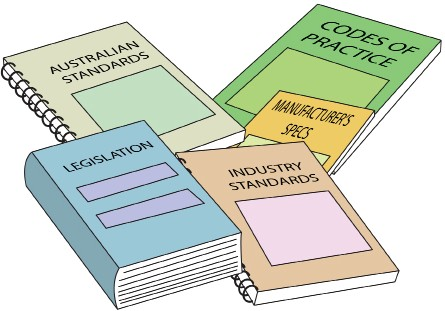 AUSTRALIAN
STANDARDS
CODES OF
PRACTICE
MANUFACTURER'S
SPECS
LEGISLATION
INDUSTRY
STANDARDS